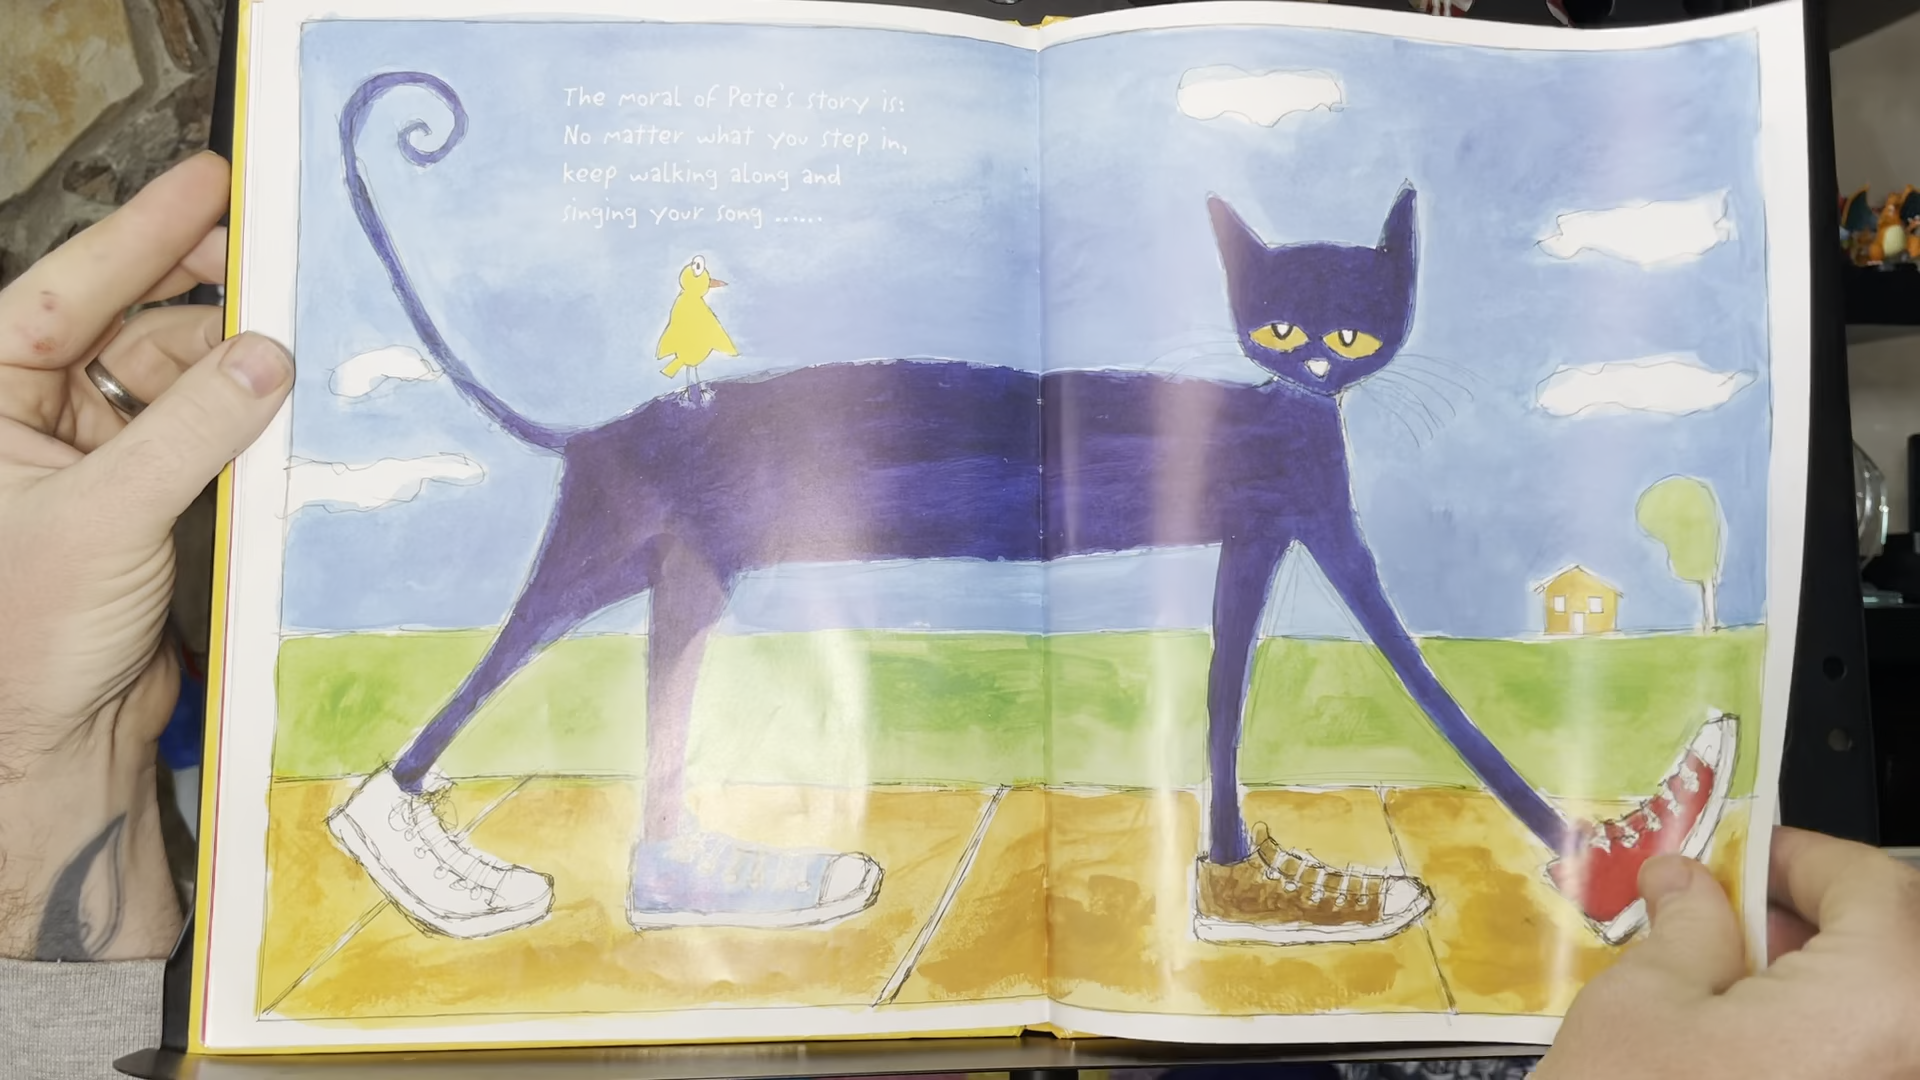 The moral of Pete's story is:
No matter what you step in,
keep walking along and
singing your song ......